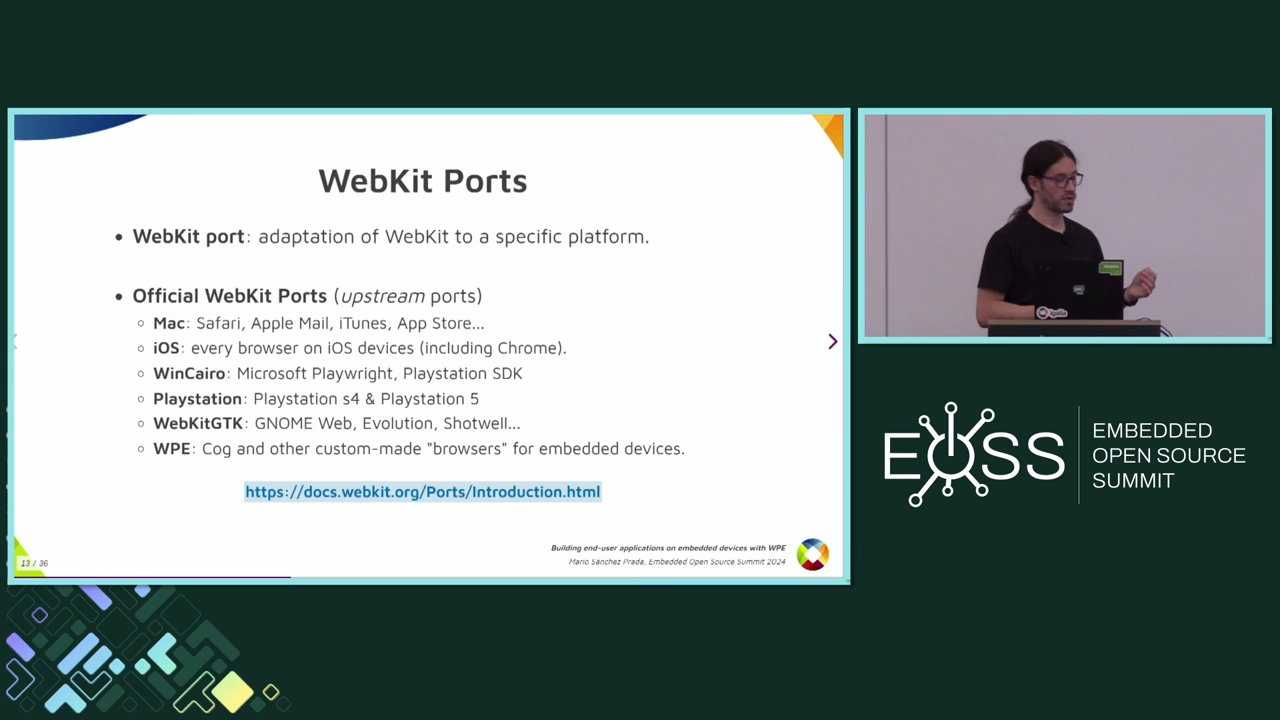 WebKit Ports
• WebKit port: adaptation of WebKit to a specific platform.
• Official WebKit Ports (upstream ports)
○ Mac: Safari, Apple Mail, iTunes, App Store...
○ iOS: every browser on iOS devices (including Chrome).
○ WinCairo: Microsoft Playwright, Playstation SDK
○ Playstation: Playstation s4 & Playstation 5
○ WebKitGTK: GNOME Web, Evolution, Shotwell...
○ WPE: Cog and other custom-made "browsers" for embedded devices.
https://docs.webkit.org/Ports/Introduction.html
Building end-user applications on embedded devices with WPE
Mario Sánchez Prada, Embedded Open Source Summit 2024
13 / 36
EOSS
EMBEDDED
OPEN SOURCE
SUMMIT